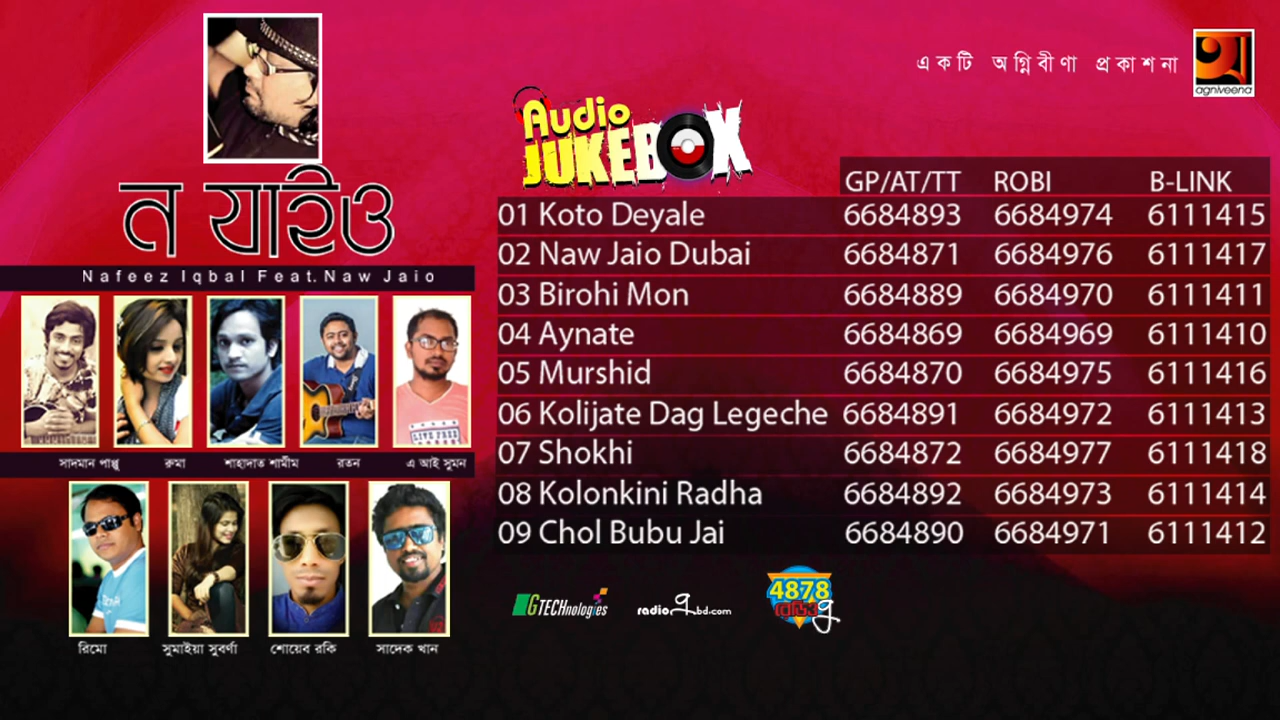 একটি অগ্নিবীণা প্রকাশনা
agniveena
Audio
JUKEBOX
ন যাইও
Nafeez Iqbal Feat. Naw Jaio
সাদমান পাপ্পু রুমা শাহাদাত শামীম রতন এ আই সুমন
LIVE FREE
রিমো সুমাইয়া সুবর্ণা শোয়েব রকি সাদেক খান
GP/AT/TT ROBI B-LINK
01 Koto Deyale 6684893 6684974 6111415
02 Naw Jaio Dubai 6684871 6684976 6111417
03 Birohi Mon 6684889 6684970 6111411
04 Aynate 6684869 6684969 6111410
05 Murshid 6684870 6684975 6111416
06 Kolijate Dag Legeche 6684891 6684972 6111413
07 Shokhi 6684872 6684977 6111418
08 Kolonkini Radha 6684892 6684973 6111414
09 Chol Bubu Jai 6684890 6684971 6111412
GTECHnologies radio g bd.com 4878
রেডিও g